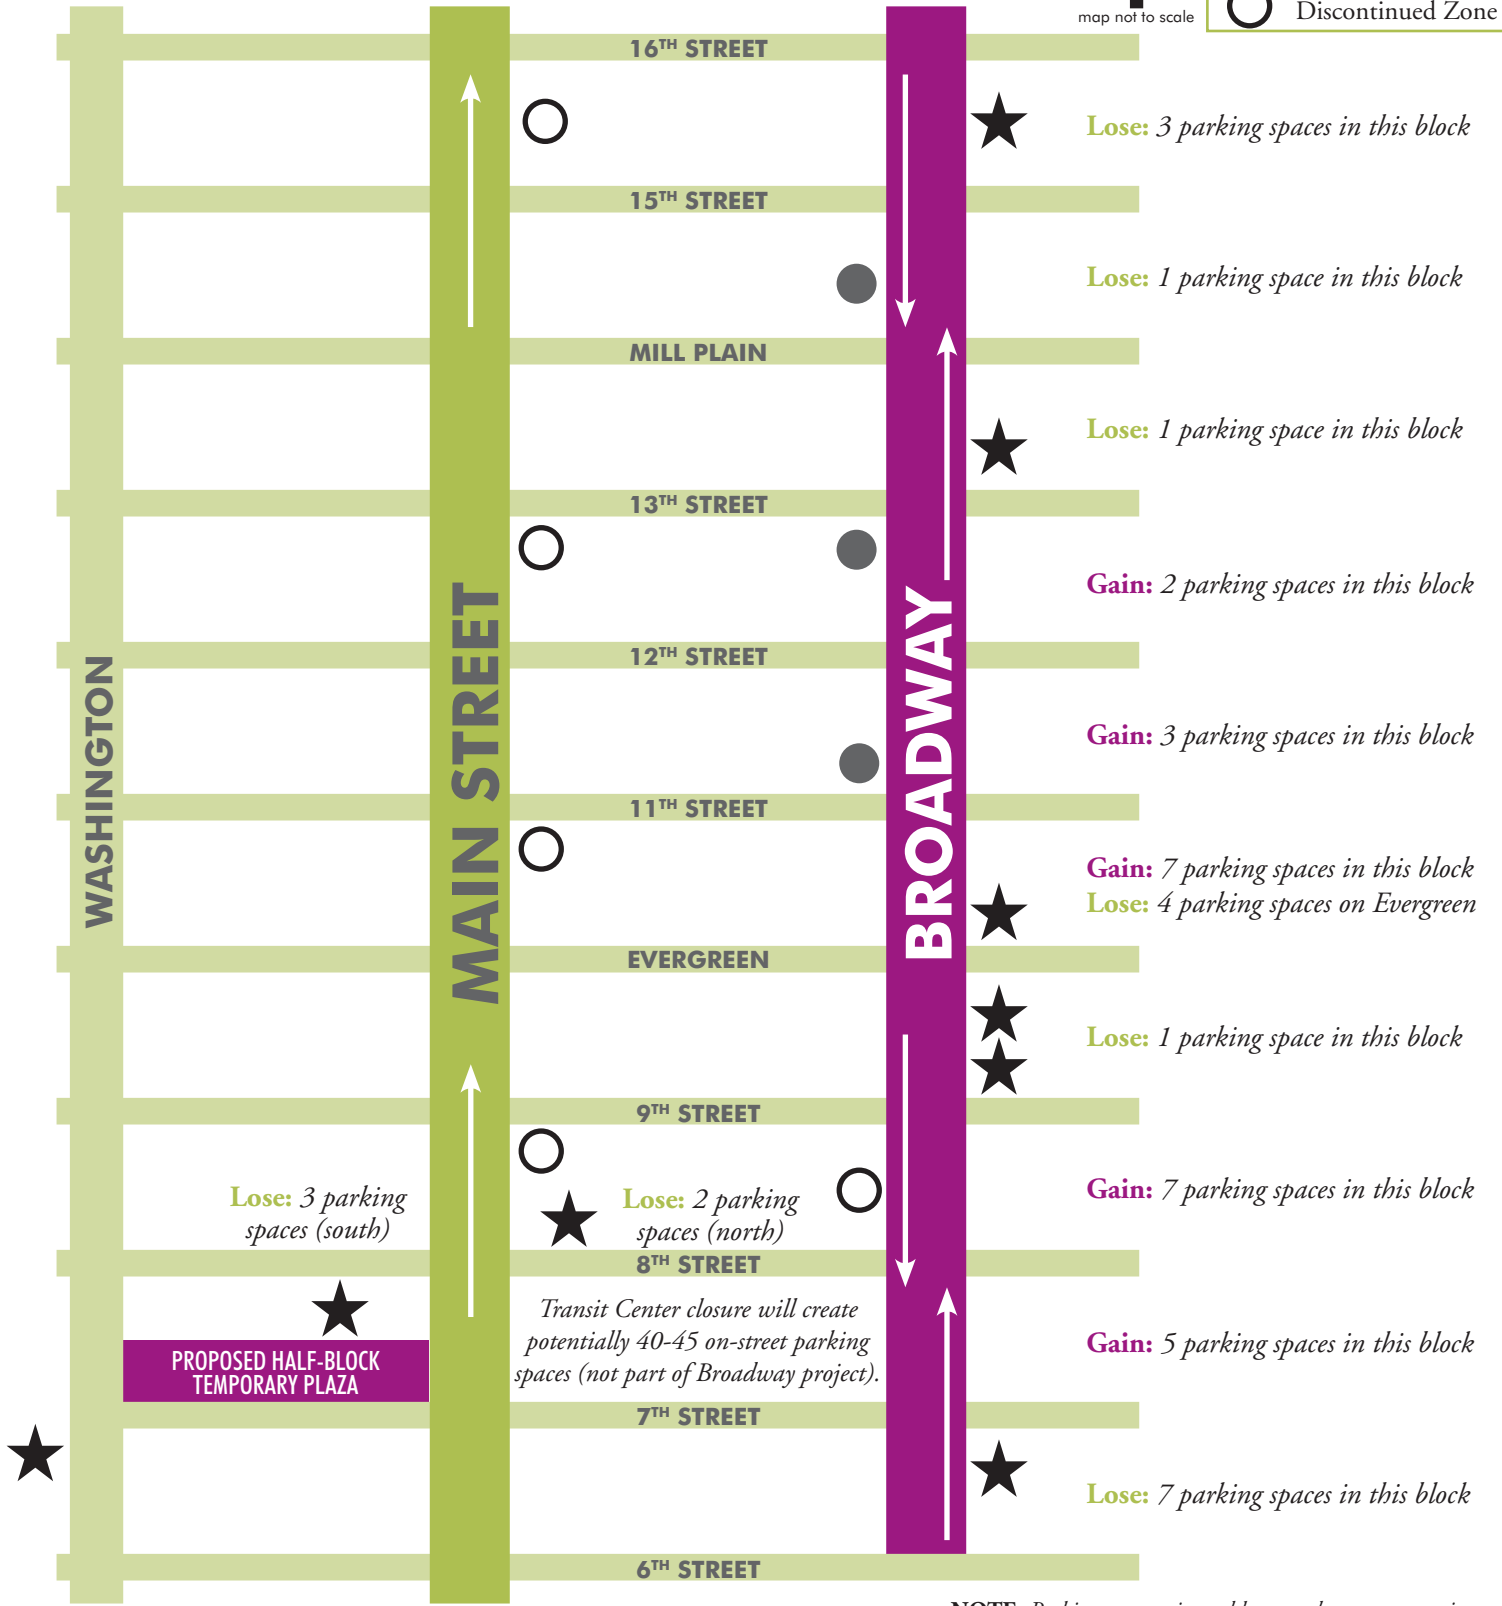 map not to scale
Discontinued Zone
16TH STREET
Lose: 3 parking spaces in this block
15TH STREET
Lose: 1 parking space in this block
MILL PLAIN
Lose: 1 parking space in this block
13TH STREET
Gain: 2 parking spaces in this block
12TH STREET
Gain: 3 parking spaces in this block
11TH STREET
WASHINGTON
MAIN STREET
BROADWAY
Gain: 7 parking spaces in this block
Lose: 4 parking spaces on Evergreen
EVERGREEN
Lose: 1 parking space in this block
9TH STREET
Lose: 3 parking
spaces (south)
Lose: 2 parking
spaces (north)
Gain: 7 parking spaces in this block
8TH STREET
Transit Center closure will create
potentially 40-45 on-street parking
spaces (not part of Broadway project).
Gain: 5 parking spaces in this block
PROPOSED HALF-BLOCK
TEMPORARY PLAZA
7TH STREET
Lose: 7 parking spaces in this block
6TH STREET